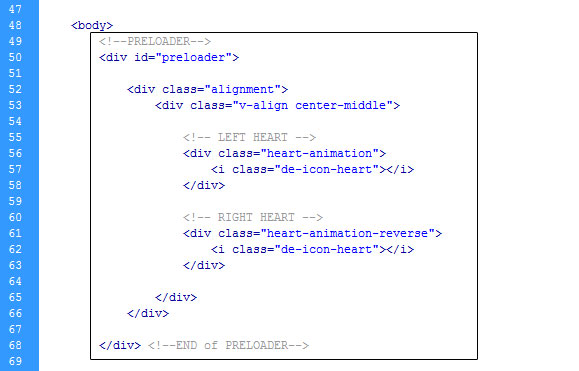 47
48 <body>
49 <!--PRELOADER-->
50 <div id="preloader">
51
52 <div class="alignment">
53 <div class="v-align center-middle">
54
55 <!-- LEFT HEART -->
56 <div class="heart-animation">
57 <i class="de-icon-heart"></i>
58 </div>
59
60 <!-- RIGHT HEART -->
61 <div class="heart-animation-reverse">
62 <i class="de-icon-heart"></i>
63 </div>
64
65 </div>
66 </div>
67
68 </div> <!--END of PRELOADER-->
69